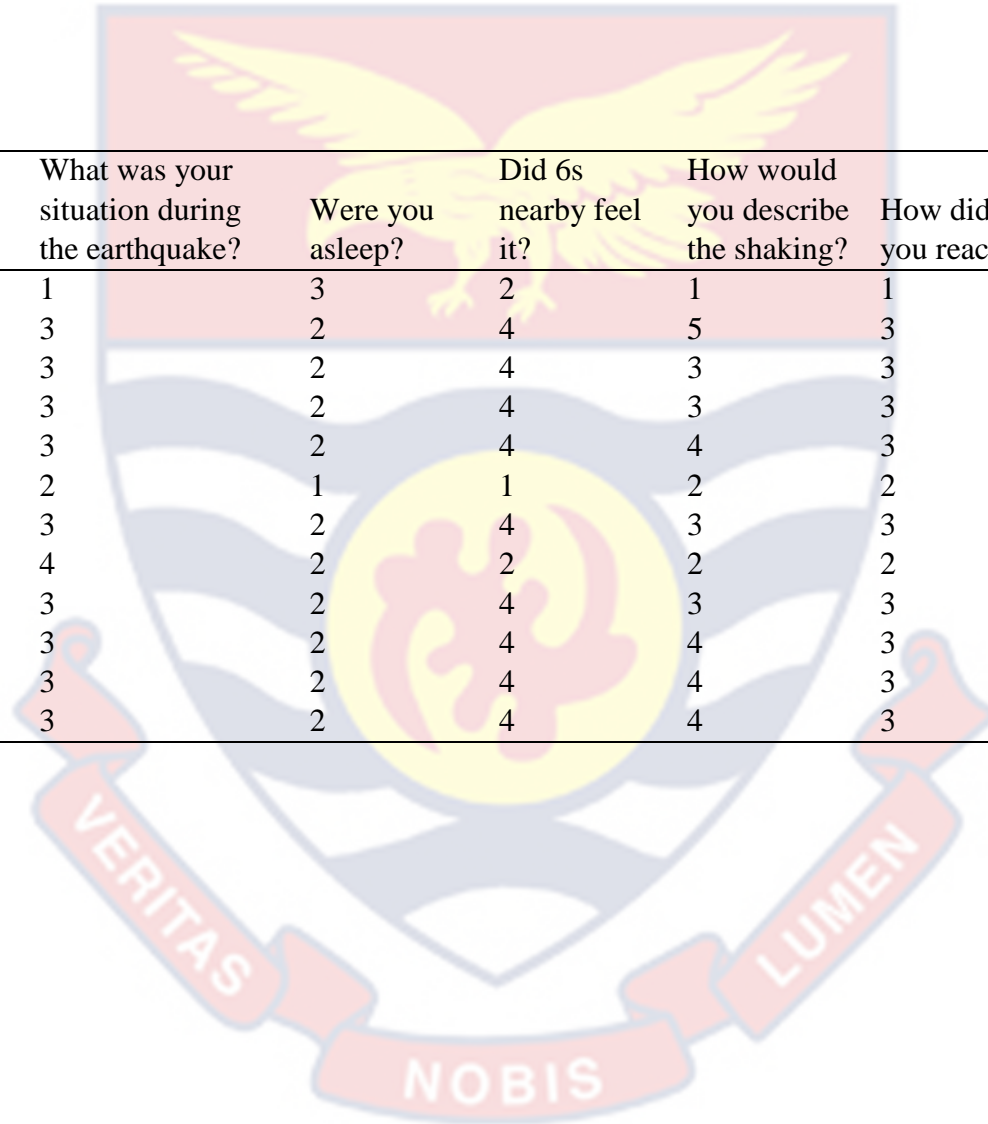 What was your situation during the earthquake? Were you asleep? Did 6s nearby feel it? How would you describe the shaking? How did you reac
1 3 2 1 1
3 2 4 5 3
3 2 4 3 3
3 2 4 3 3
3 2 4 4 3
2 1 1 2 2
3 2 4 3 3
4 2 2 2 2
3 2 4 3 3
3 2 4 4 3
3 2 4 4 3
3 2 4 4 3
VERITAS
NOBIS
LUMEN